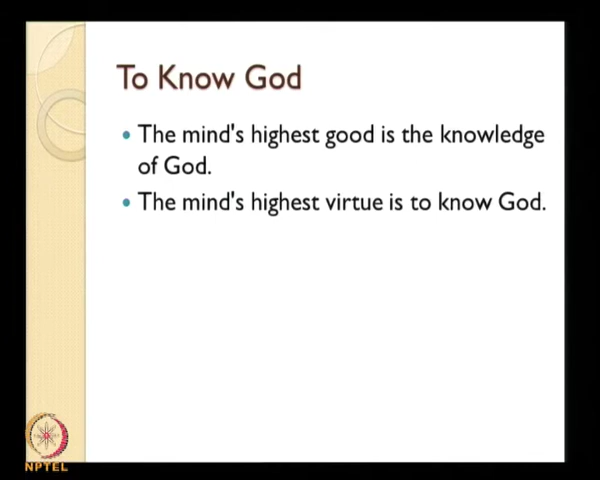 To Know God
• The mind's highest good is the knowledge
of God.
• The mind's highest virtue is to know God.
NPTEL